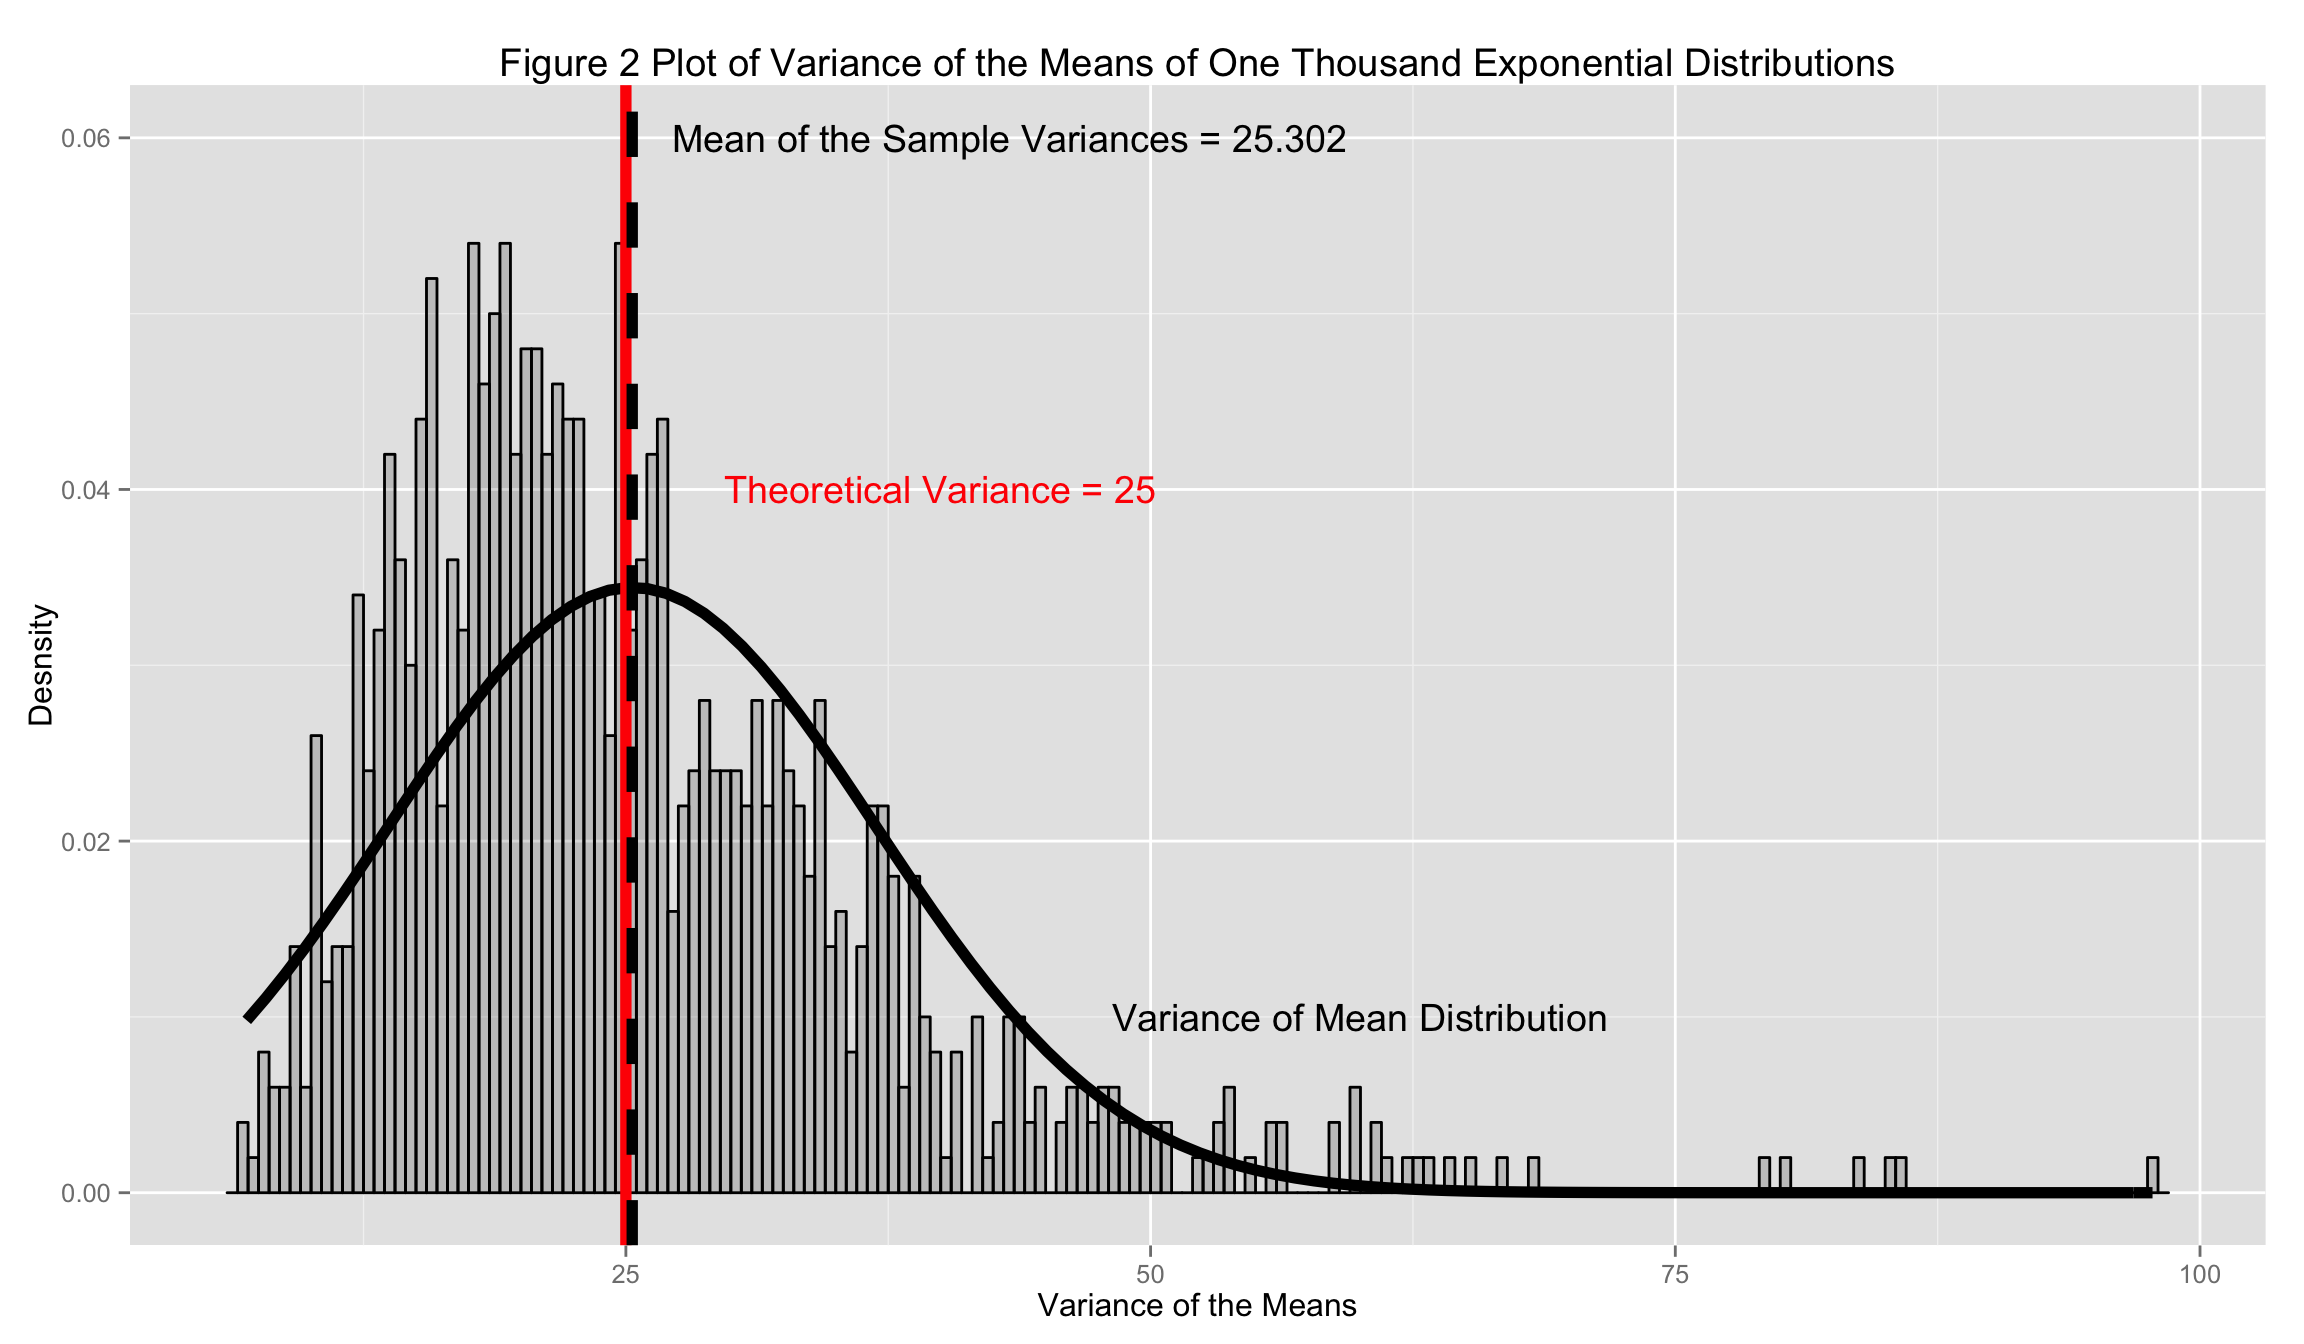 Figure 2 Plot of Variance of the Means of One Thousand Exponential Distributions
0.06
Mean of the Sample Variances = 25.302
0.04
Theoretical Variance = 25
Desnsity
0.02
Variance of Mean Distribution
0.00
25
50
75
100
Variance of the Means